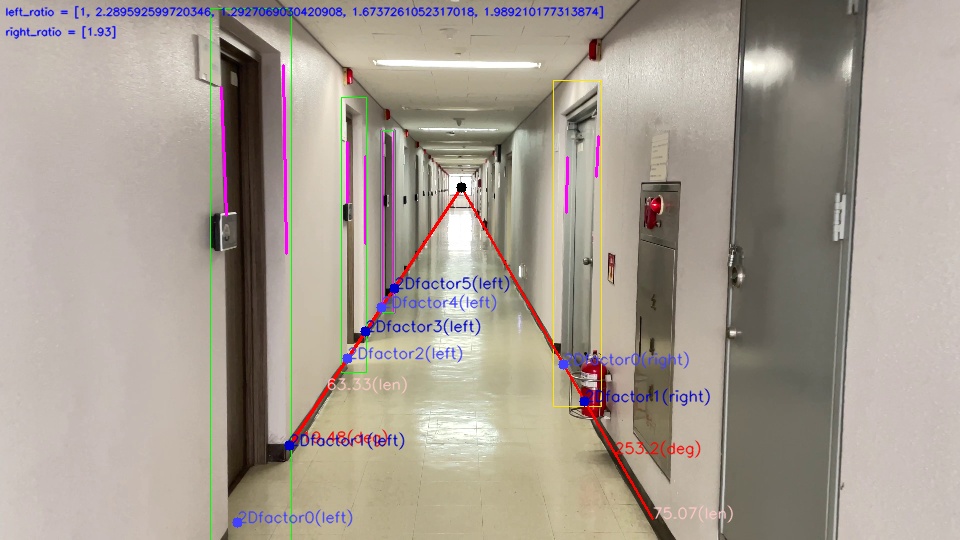 left_ratio = [1, 2.289592599720346, 1.2927069030420908, 1.6737261052317018, 1.989210177313874]
right_ratio = [1.93]
2Dfactor5(left)
2Dfactor4(left)
2Dfactor3(left)
2Dfactor2(left)
2Dfactor0(right)
63.33(len)
2Dfactor1(right)
2Dfactor1(left)
253.2(deg)
75.07(len)
2Dfactor0(left)